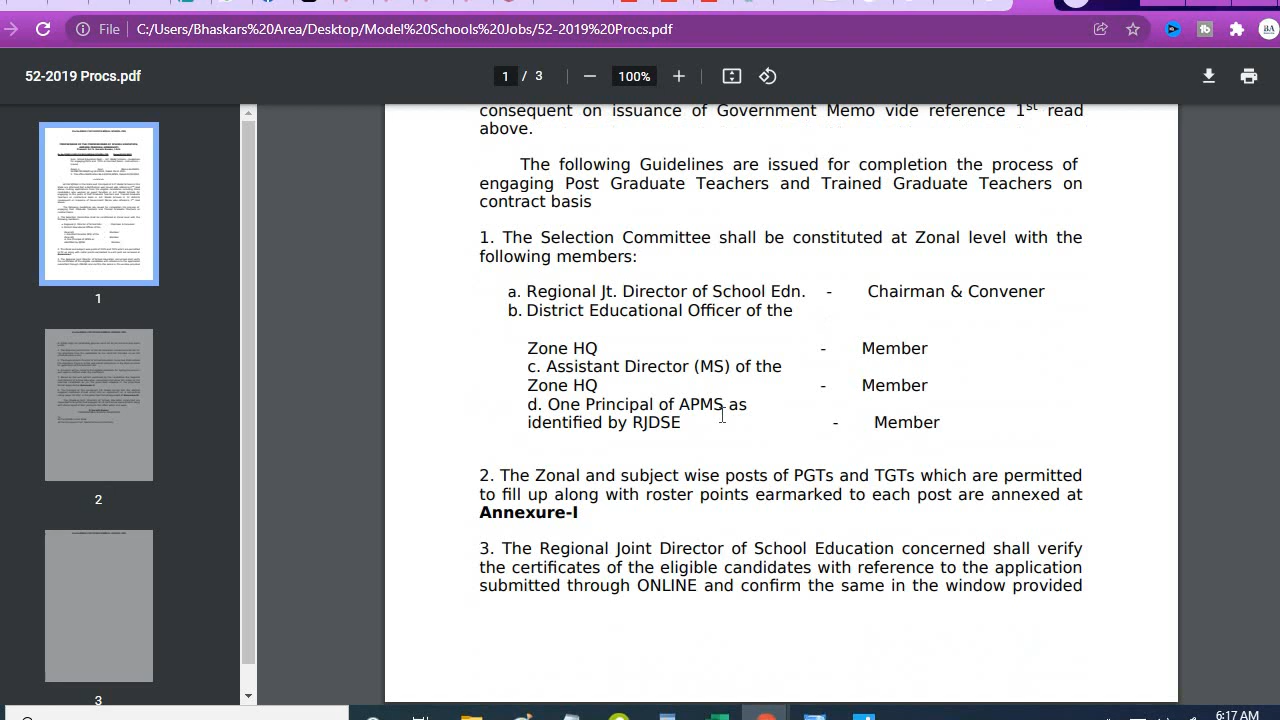 File C:/Users/Bhaskars%20Area/Desktop/Model%20Schools%20Jobs/52-2019%20Procs.pdf
52-2019 Procs.pdf
1 / 3
100%
consequent on issuance of Government Memo vide reference 1st read
above.
The following Guidelines are issued for completion the process of
engaging Post Graduate Teachers and Trained Graduate Teachers on
contract basis
1. The Selection Committee shall be constituted at Zonal level with the
following members:
a. Regional Jt. Director of School Edn. - Chairman & Convener
b. District Educational Officer of the
Zone HQ - Member
c. Assistant Director (MS) of the
Zone HQ - Member
d. One Principal of APMS as
identified by RJDSE - Member
2. The Zonal and subject wise posts of PGTs and TGTs which are permitted
to fill up along with roster points earmarked to each post are annexed at
Annexure-I
3. The Regional Joint Director of School Education concerned shall verify
the certificates of the eligible candidates with reference to the application
submitted through ONLINE and confirm the same in the window provided
1
2
3
6:17 AM